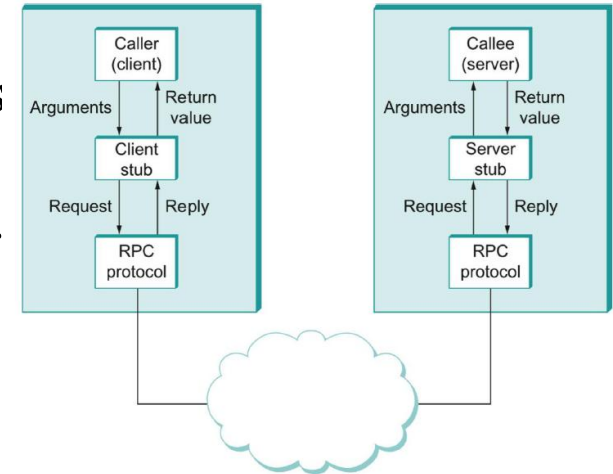 Caller
(client)
Arguments
Return
value
Client
stub
Request
Reply
RPC
protocol
Callee
(server)
Arguments
Return
value
Server
stub
Request
Reply
RPC
protocol